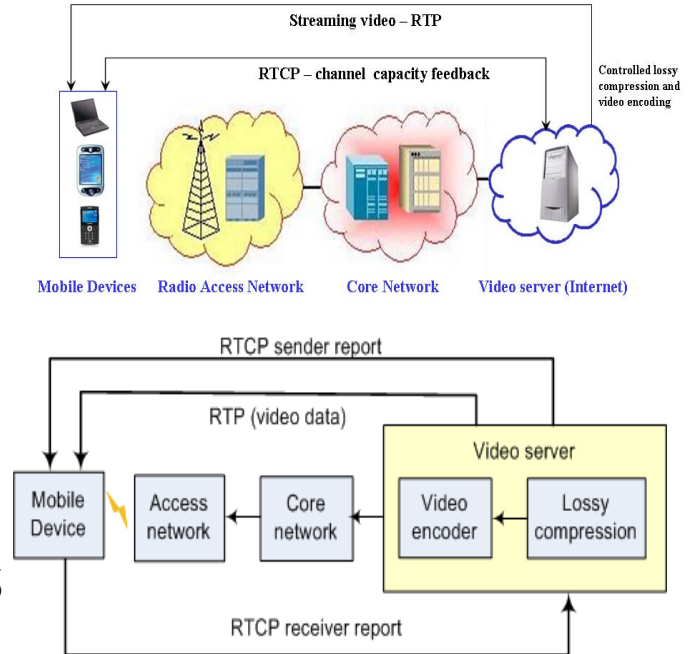 Streaming video – RTP
RTCP – channel capacity feedback
Controlled lossy
compression and
video encoding
Mobile Devices
Radio Access Network
Core Network
Video server (Internet)
RTCP sender report
RTP (video data)
Video server
Mobile
Device
Access
network
Core
network
Video
encoder
Lossy
compression
RTCP receiver report